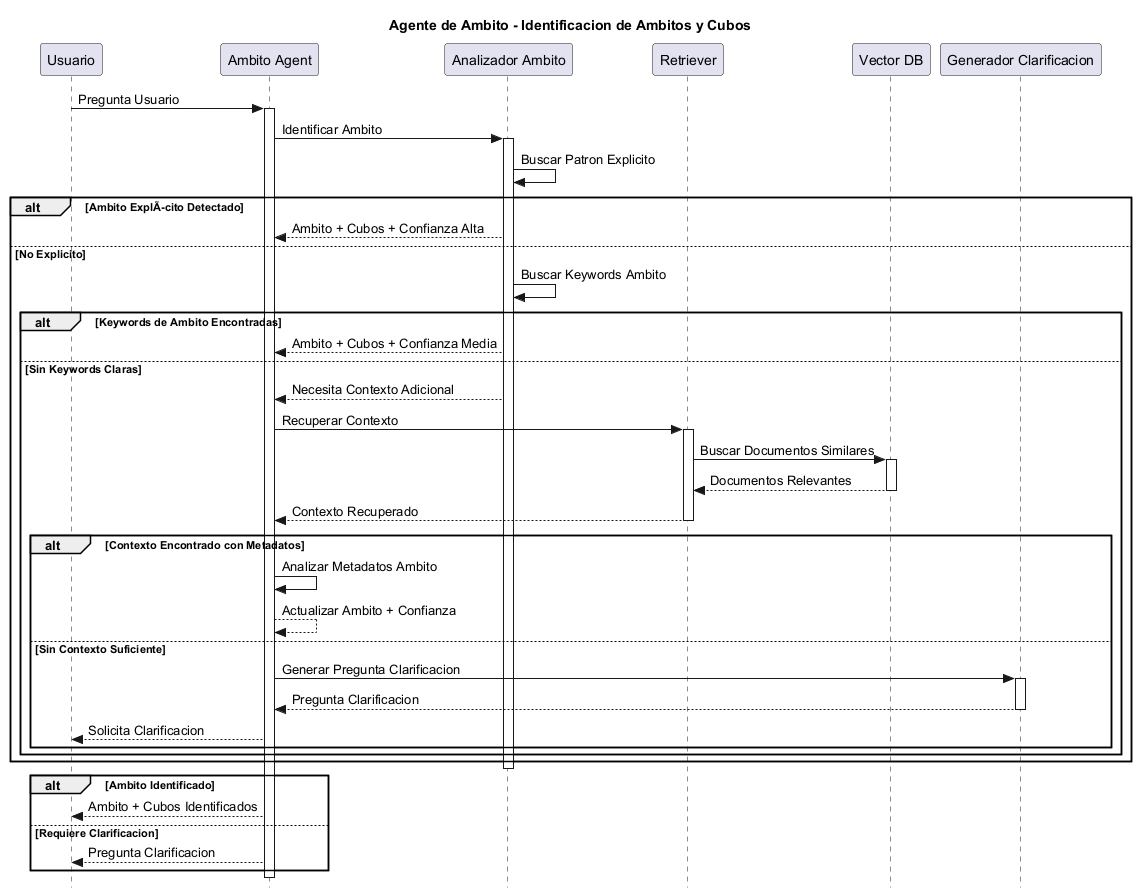 Agente de Ambito - Identificacion de Ambitos y Cubos
Usuario
Ambito Agent
Analizador Ambito
Retriever
Vector DB
Generador Clarificacion
Pregunta Usuario
Identificar Ambito
Buscar Patron Explicito
alt [Ambito ExplÃ-cito Detectado]
Ambito + Cubos + Confianza Alta
[No Explicito]
Buscar Keywords Ambito
alt [Keywords de Ambito Encontradas]
Ambito + Cubos + Confianza Media
[Sin Keywords Claras]
Necesita Contexto Adicional
Recuperar Contexto
Buscar Documentos Similares
Documentos Relevantes
Contexto Recuperado
alt [Contexto Encontrado con Metadatos]
Analizar Metadatos Ambito
Actualizar Ambito + Confianza
[Sin Contexto Suficiente]
Generar Pregunta Clarificacion
Pregunta Clarificacion
Solicita Clarificacion
alt [Ambito Identificado]
Ambito + Cubos Identificados
[Requiere Clarificacion]
Pregunta Clarificacion